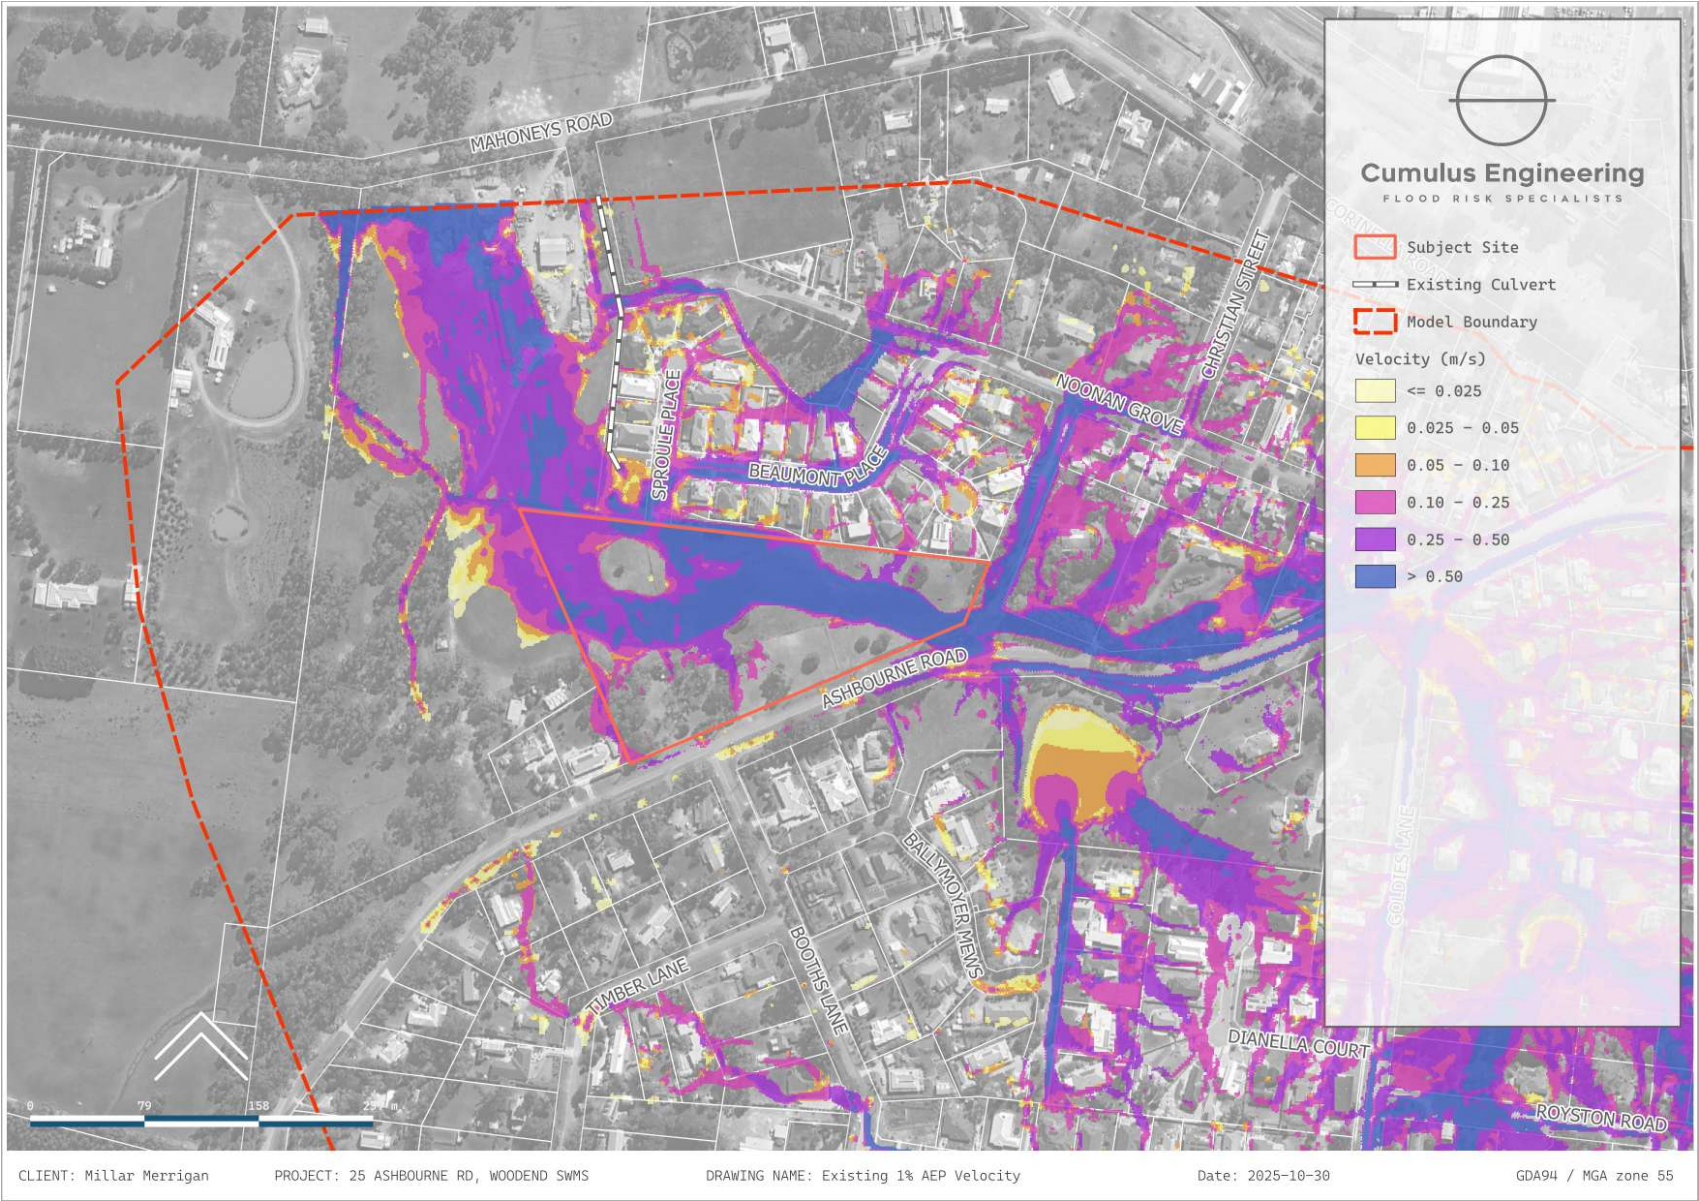 MAHONEYS ROAD
CHRISTIAN STREET
NOONAN GROVE
SPROULE PLACE
BEAUMONT PLACE
ASHBOURNE ROAD
BALLYMOYER MEWS
BOOTHS LANE
TIMBER LANE
DIANELLA COURT
GOLDIES LANE
ROYSTON ROAD
Cumulus Engineering
FLOOD RISK SPECIALISTS
Subject Site
Existing Culvert
Model Boundary
Velocity (m/s)
<= 0.025
0.025 - 0.05
0.05 - 0.10
0.10 - 0.25
0.25 - 0.50
> 0.50
0 79 158 m
CLIENT: Millar Merrigan PROJECT: 25 ASHBOURNE RD, WOODEND SWMS DRAWING NAME: Existing 1% AEP Velocity Date: 2025-10-30 GDA94 / MGA zone 55